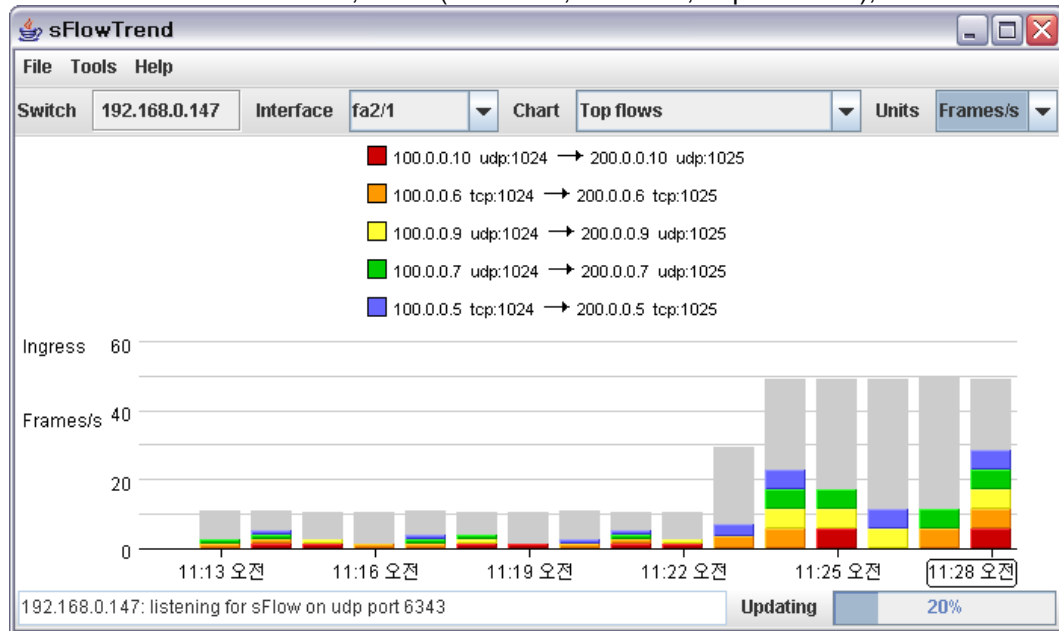 sFlowTrend
File Tools Help
Switch 192.168.0.147 Interface fa2/1 Chart Top flows Units Frames/s
100.0.0.10 udp:1024 → 200.0.0.10 udp:1025
100.0.0.6 tcp:1024 → 200.0.0.6 tcp:1025
100.0.0.9 udp:1024 → 200.0.0.9 udp:1025
100.0.0.7 udp:1024 → 200.0.0.7 udp:1025
100.0.0.5 tcp:1024 → 200.0.0.5 tcp:1025
Ingress 60
Frames/s 40
20
0
11:13 오전 11:16 오전 11:19 오전 11:22 오전 11:25 오전 11:28 오전
192.168.0.147: listening for sFlow on udp port 6343 Updating 20%